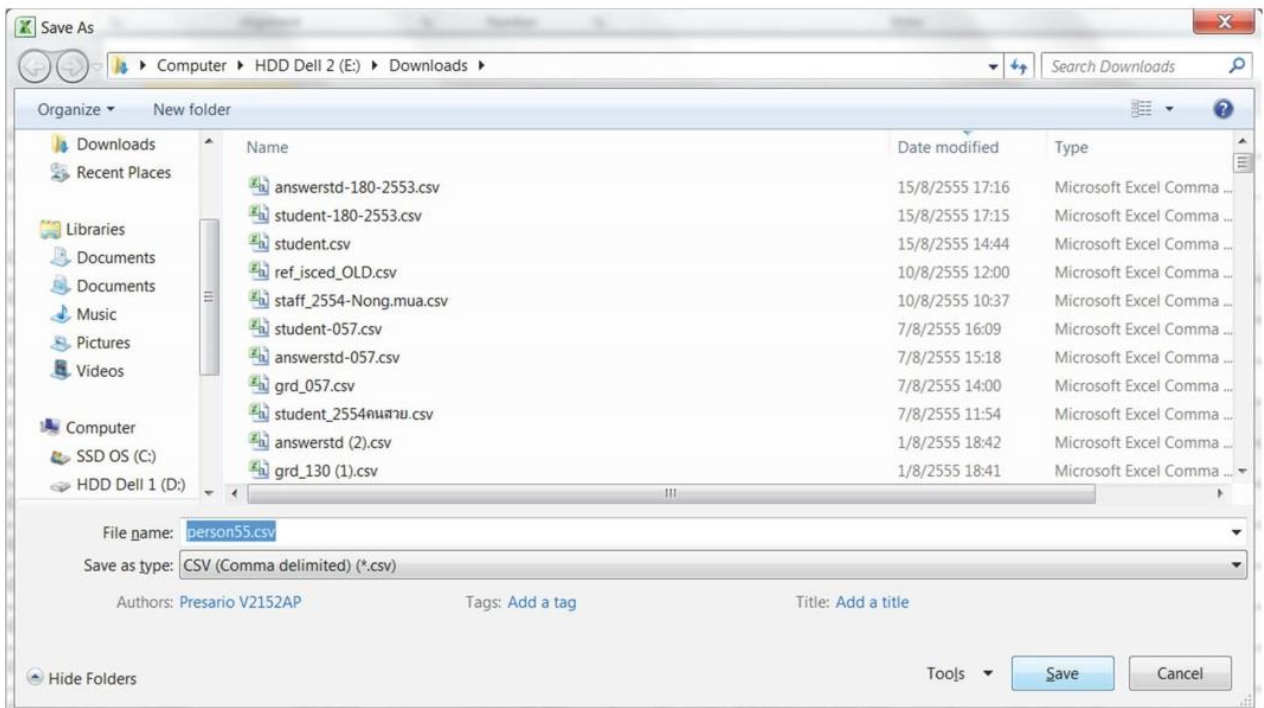 Save As
Computer HDD Dell 2 (E:) Downloads
Search Downloads
Organize New folder
Downloads
Recent Places
Libraries
Documents
Documents
Music
Pictures
Videos
Computer
SSD OS (C:)
HDD Dell 1 (D:)
Name Date modified Type
answerstd-180-2553.csv 15/8/2555 17:16 Microsoft Excel Comma ...
student-180-2553.csv 15/8/2555 17:15 Microsoft Excel Comma ...
student.csv 15/8/2555 14:44 Microsoft Excel Comma ...
ref_isced_OLD.csv 10/8/2555 12:00 Microsoft Excel Comma ...
staff_2554-Nong.mua.csv 10/8/2555 10:37 Microsoft Excel Comma ...
student-057.csv 7/8/2555 16:09 Microsoft Excel Comma ...
answerstd-057.csv 7/8/2555 15:18 Microsoft Excel Comma ...
grd_057.csv 7/8/2555 14:00 Microsoft Excel Comma ...
student_2554คนสวย.csv 7/8/2555 11:54 Microsoft Excel Comma ...
answerstd (2).csv 1/8/2555 18:42 Microsoft Excel Comma ...
grd_130 (1).csv 1/8/2555 18:41 Microsoft Excel Comma ...
File name: person55.csv
Save as type: CSV (Comma delimited) (*.csv)
Authors: Presario V2152AP Tags: Add a tag Title: Add a title
Hide Folders Tools Save Cancel